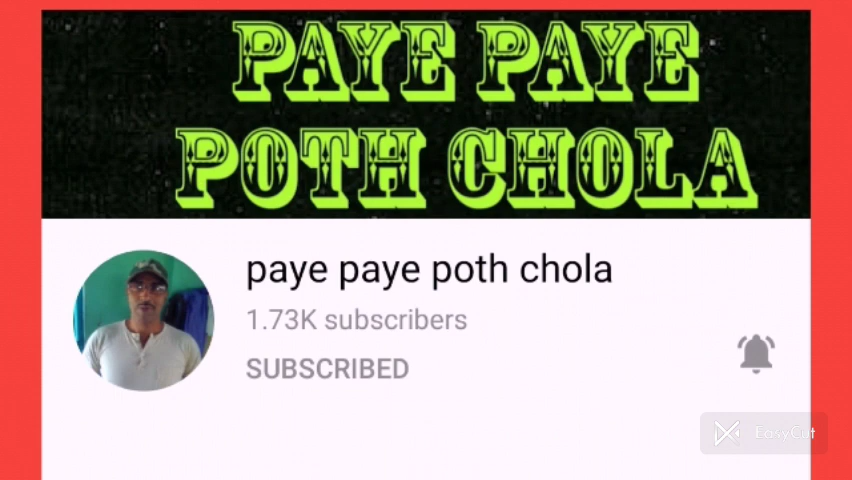 PAYE PAYE
POTH CHOLA
paye paye poth chola
1.73K subscribers
SUBSCRIBED
EasyCut